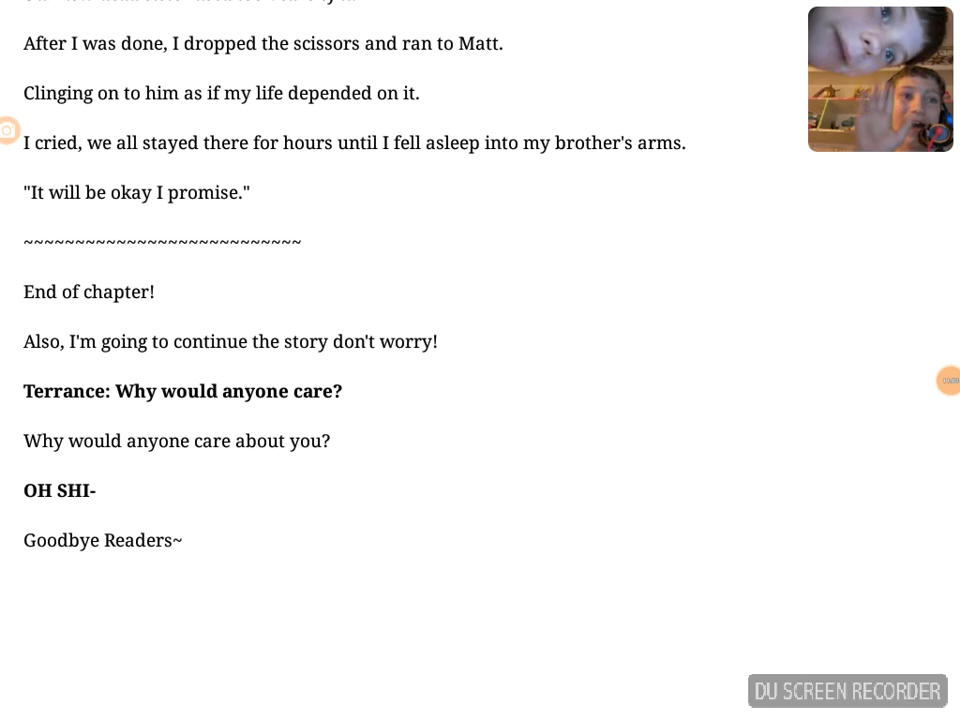 After I was done, I dropped the scissors and ran to Matt.
Clinging on to him as if my life depended on it.
I cried, we all stayed there for hours until I fell asleep into my brother's arms.
"It will be okay I promise."
~~~~~~~~~~~~~~~~~~~~~~~~~~~
End of chapter!
Also, I'm going to continue the story don't worry!
Terrance: Why would anyone care?
Why would anyone care about you?
OH SHI-
Goodbye Readers~
DU SCREEN RECORDER